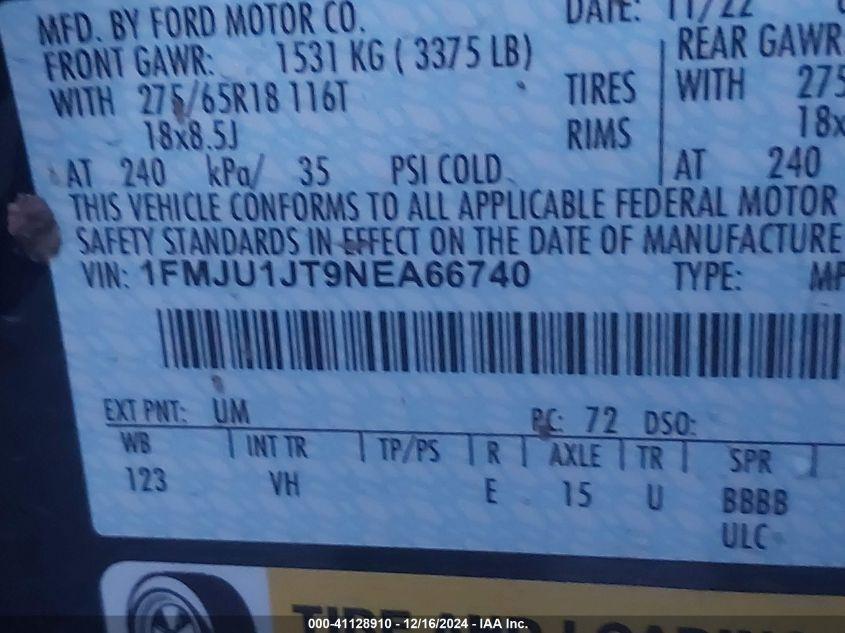 MFD. BY FORD MOTOR CO. DATE: 11/22
FRONT GAWR: 1531 KG ( 3375 LB) REAR GAWR
WITH 275/65R18 116T TIRES WITH 275
18x8.5J RIMS 18x
AT 240 kPa/ 35 PSI COLD AT 240
THIS VEHICLE CONFORMS TO ALL APPLICABLE FEDERAL MOTOR
SAFETY STANDARDS IN EFFECT ON THE DATE OF MANUFACTURE
VIN: 1FMJU1JT9NEA66740 TYPE: MP
EXT PNT: UM PC: 72 DSO:
WB INT TR TP/PS R AXLE TR SPR
123 VH E 15 U BBBB
ULC
TIRE AND LOADING
000-41128910 - 12/16/2024 - IAA Inc.